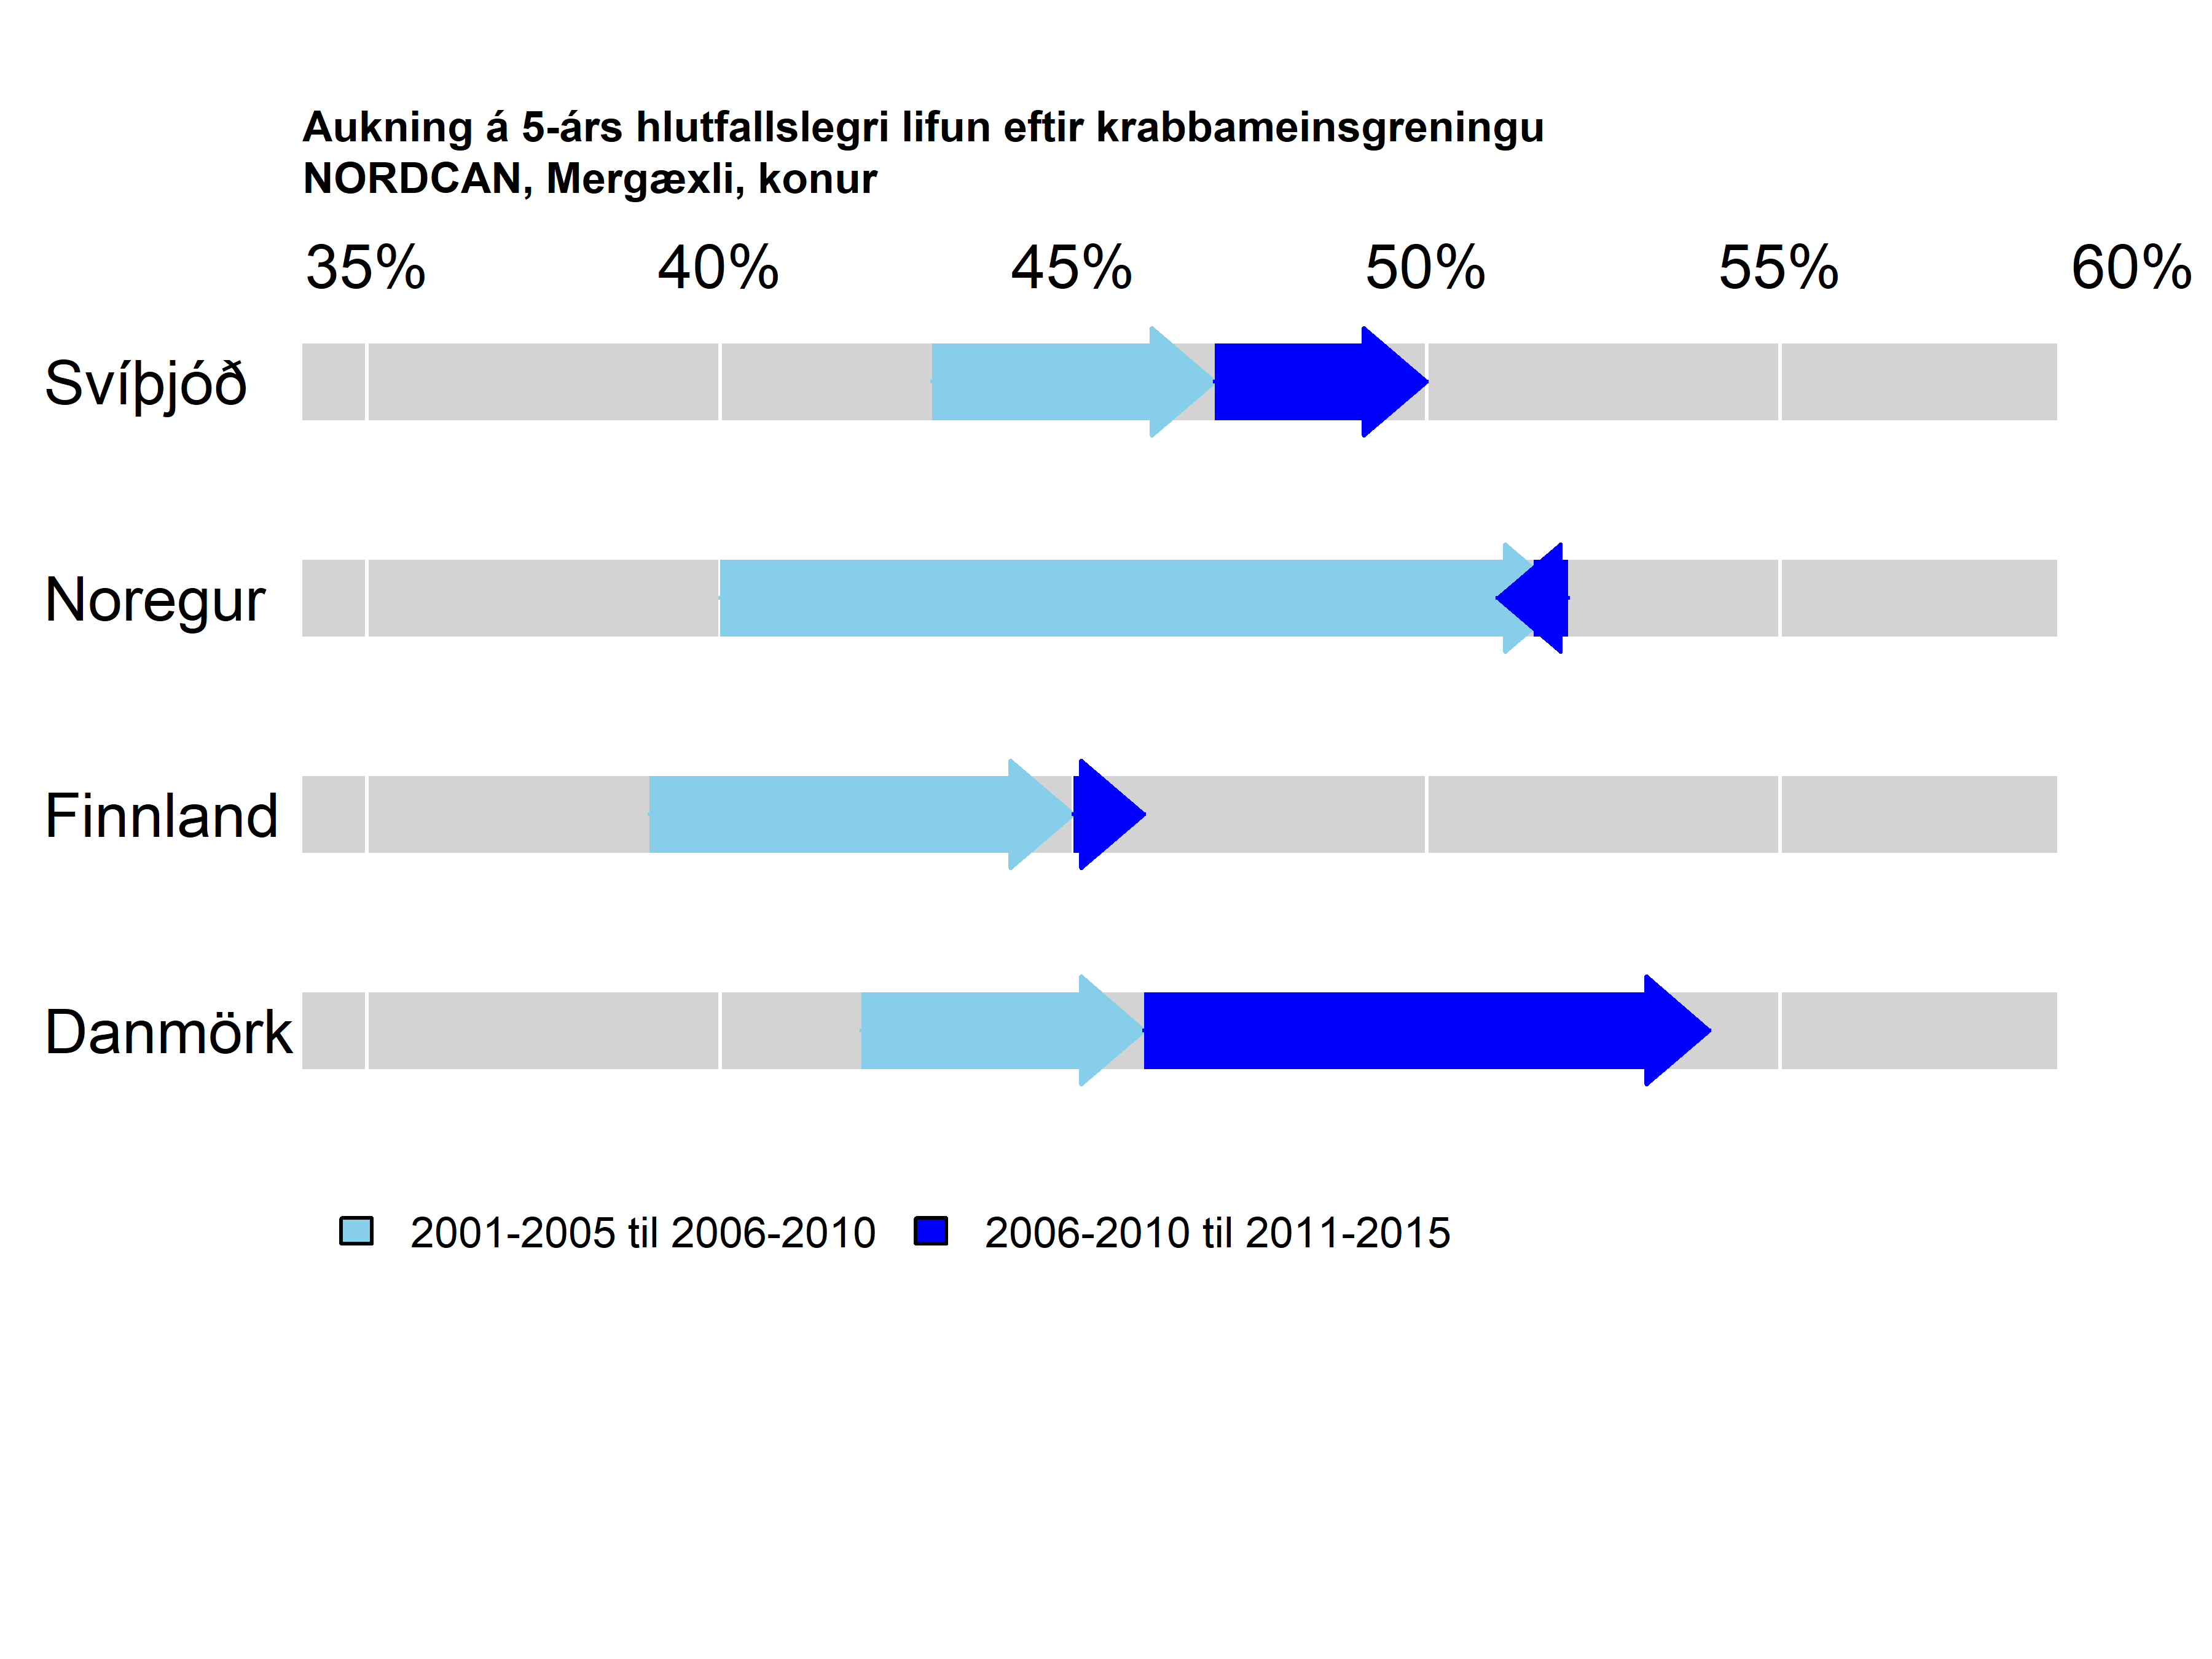 Aukning á 5-árs hlutfallslegri lifun eftir krabbameinsgreningu
NORDCAN, Mergæxli, konur
35% 40% 45% 50% 55% 60%
Svíþjóð
Noregur
Finnland
Danmörk
2001-2005 til 2006-2010 2006-2010 til 2011-2015